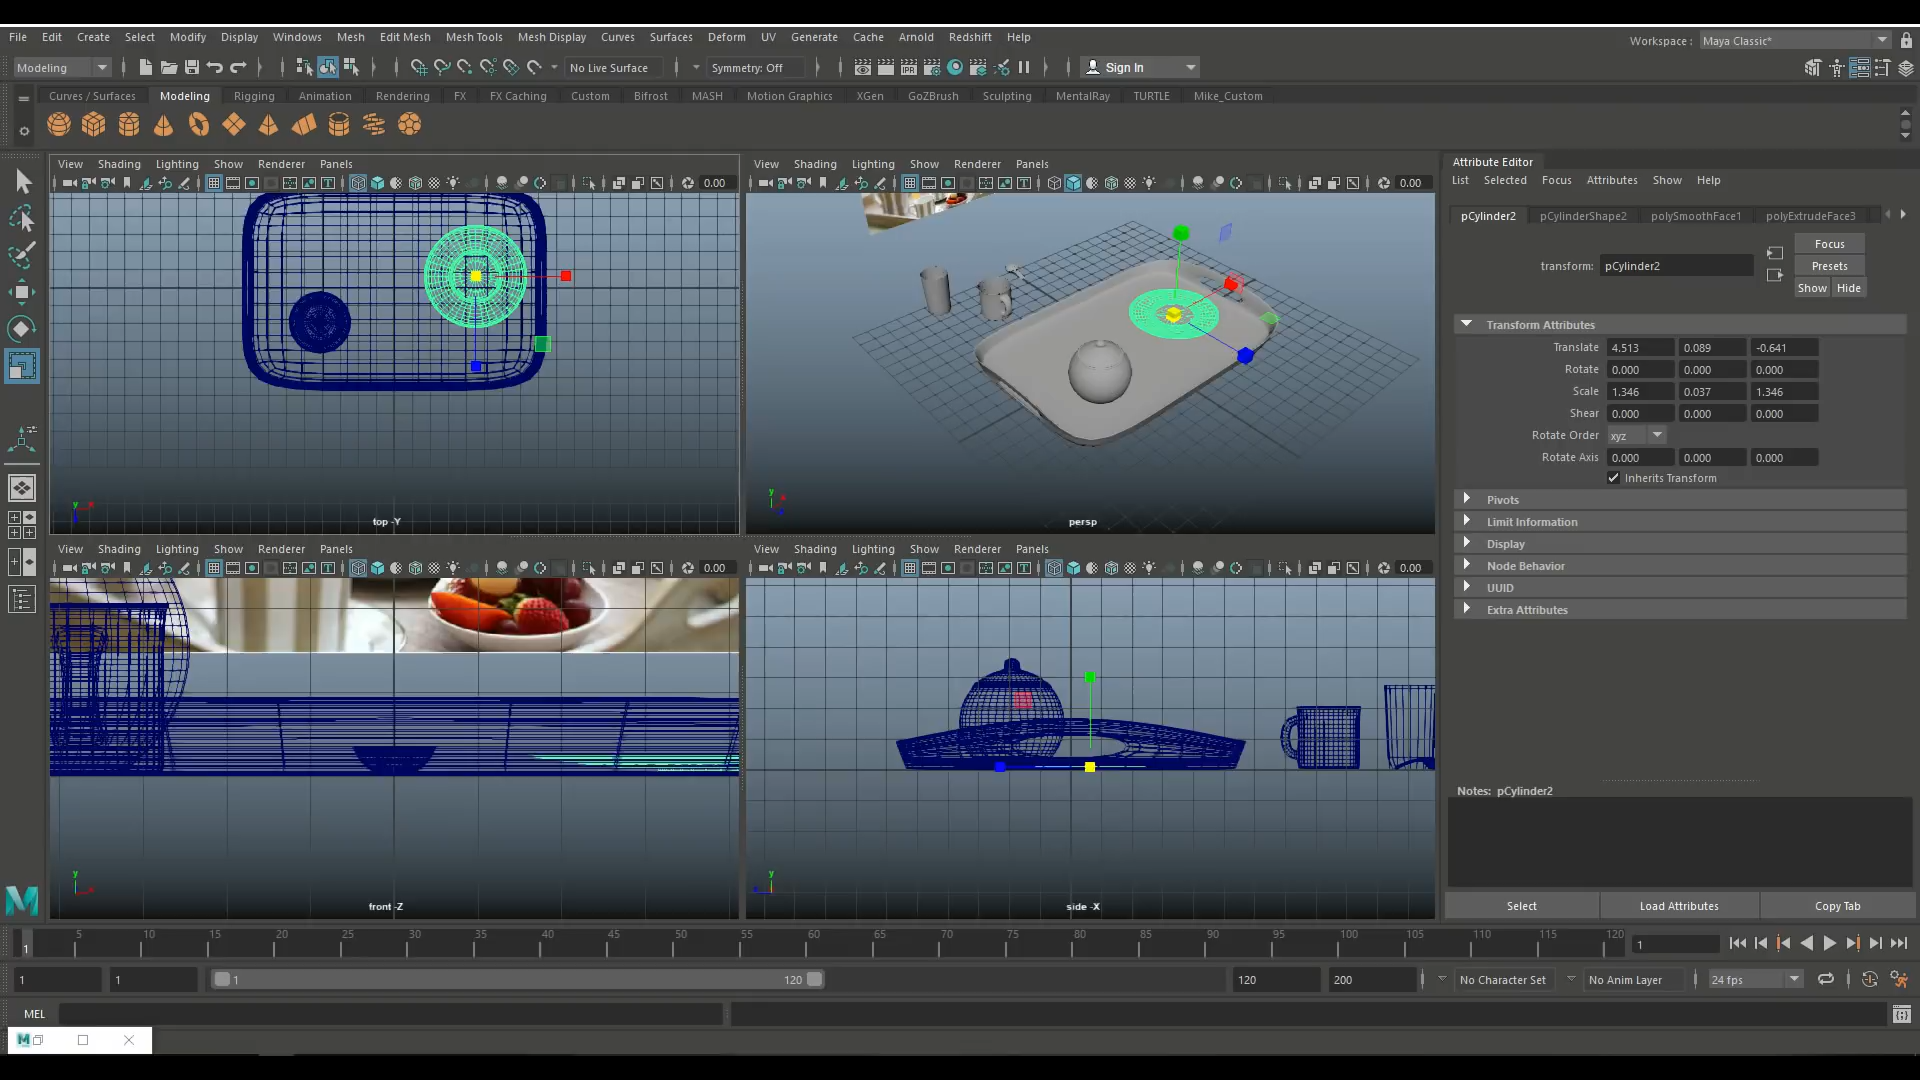 File Edit Create Select Modify Display Windows Mesh Edit Mesh Mesh Tools Mesh Display Curves Surfaces Deform UV Generate Cache Arnold Redshift Help
Workspace : Maya Classic*
Modeling No Live Surface Symmetry: Off Sign In
Curves / Surfaces Modeling Rigging Animation Rendering FX FX Caching Custom Bifrost MASH Motion Graphics XGen GoZBrush Sculpting MentalRay TURTLE Mike_Custom
View Shading Lighting Show Renderer Panels
0.00
top -Y
View Shading Lighting Show Renderer Panels
0.00
persp
View Shading Lighting Show Renderer Panels
0.00
front -Z
View Shading Lighting Show Renderer Panels
0.00
side -X
Attribute Editor
List Selected Focus Attributes Show Help
pCylinder2 pCylinderShape2 polySmoothFace1 polyExtrudeFace3
transform: pCylinder2
Focus
Presets
Show Hide
Transform Attributes
Translate 4.513 0.089 -0.641
Rotate 0.000 0.000 0.000
Scale 1.346 0.037 1.346
Shear 0.000 0.000 0.000
Rotate Order xyz
Rotate Axis 0.000 0.000 0.000
Inherits Transform
Pivots
Limit Information
Display
Node Behavior
UUID
Extra Attributes
Notes: pCylinder2
Select Load Attributes Copy Tab
1 5 10 15 20 25 30 35 40 45 50 55 60 65 70 75 80 85 90 95 100 105 110 115 120 1
1 1 1 120 120 200 No Character Set No Anim Layer 24 fps
MEL